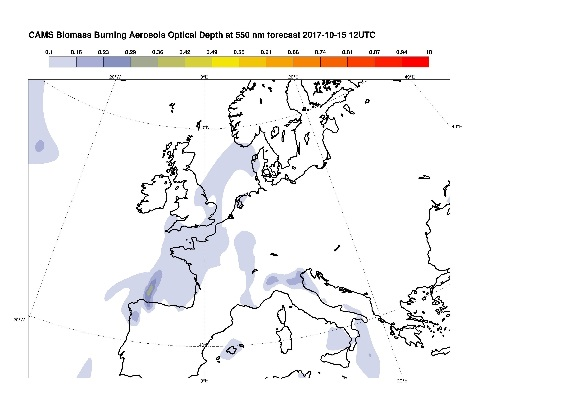 CAMS Biomass Burning Aerosols Optical Depth at 550 nm forecast 2017-10-15 12UTC
0.1 0.16 0.23 0.29 0.36 0.42 0.49 0.55 0.61 0.68 0.74 0.81 0.87 0.94 10